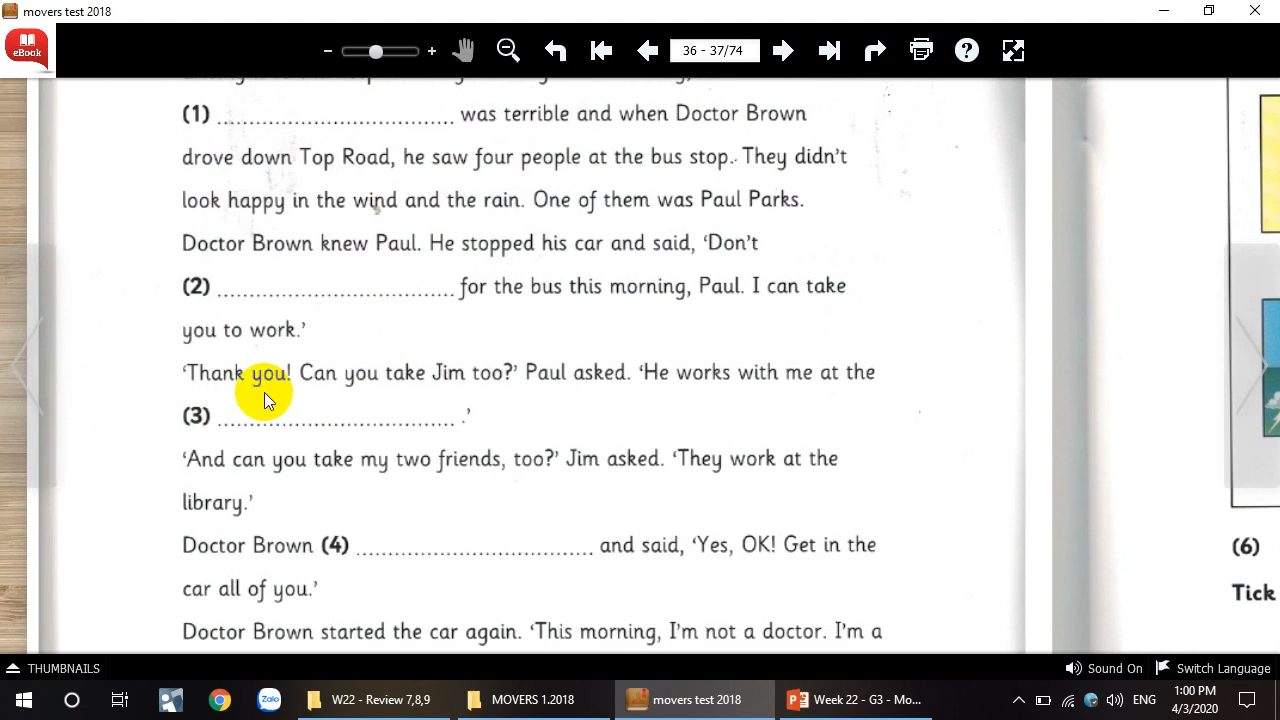 movers test 2018
eBook
36 - 37/74
(1) ........................................ was terrible and when Doctor Brown
drove down Top Road, he saw four people at the bus stop. They didn't
look happy in the wind and the rain. One of them was Paul Parks.
Doctor Brown knew Paul. He stopped his car and said, 'Don't
(2) ........................................ for the bus this morning, Paul. I can take
you to work.'
'Thank you! Can you take Jim too?' Paul asked. 'He works with me at the
(3) ........................................ .'
'And can you take my two friends, too?' Jim asked. 'They work at the
library.'
Doctor Brown (4) ........................................ and said, 'Yes, OK! Get in the
car all of you.'
Doctor Brown started the car again. 'This morning, I'm not a doctor. I'm a
(6)
Tick
THUMBNAILS
Sound On
Switch Language
W22 - Review 7,8,9
MOVERS 1.2018
movers test 2018
Week 22 - G3 - Mo...
Zalo
ENG
1:00 PM
4/3/2020